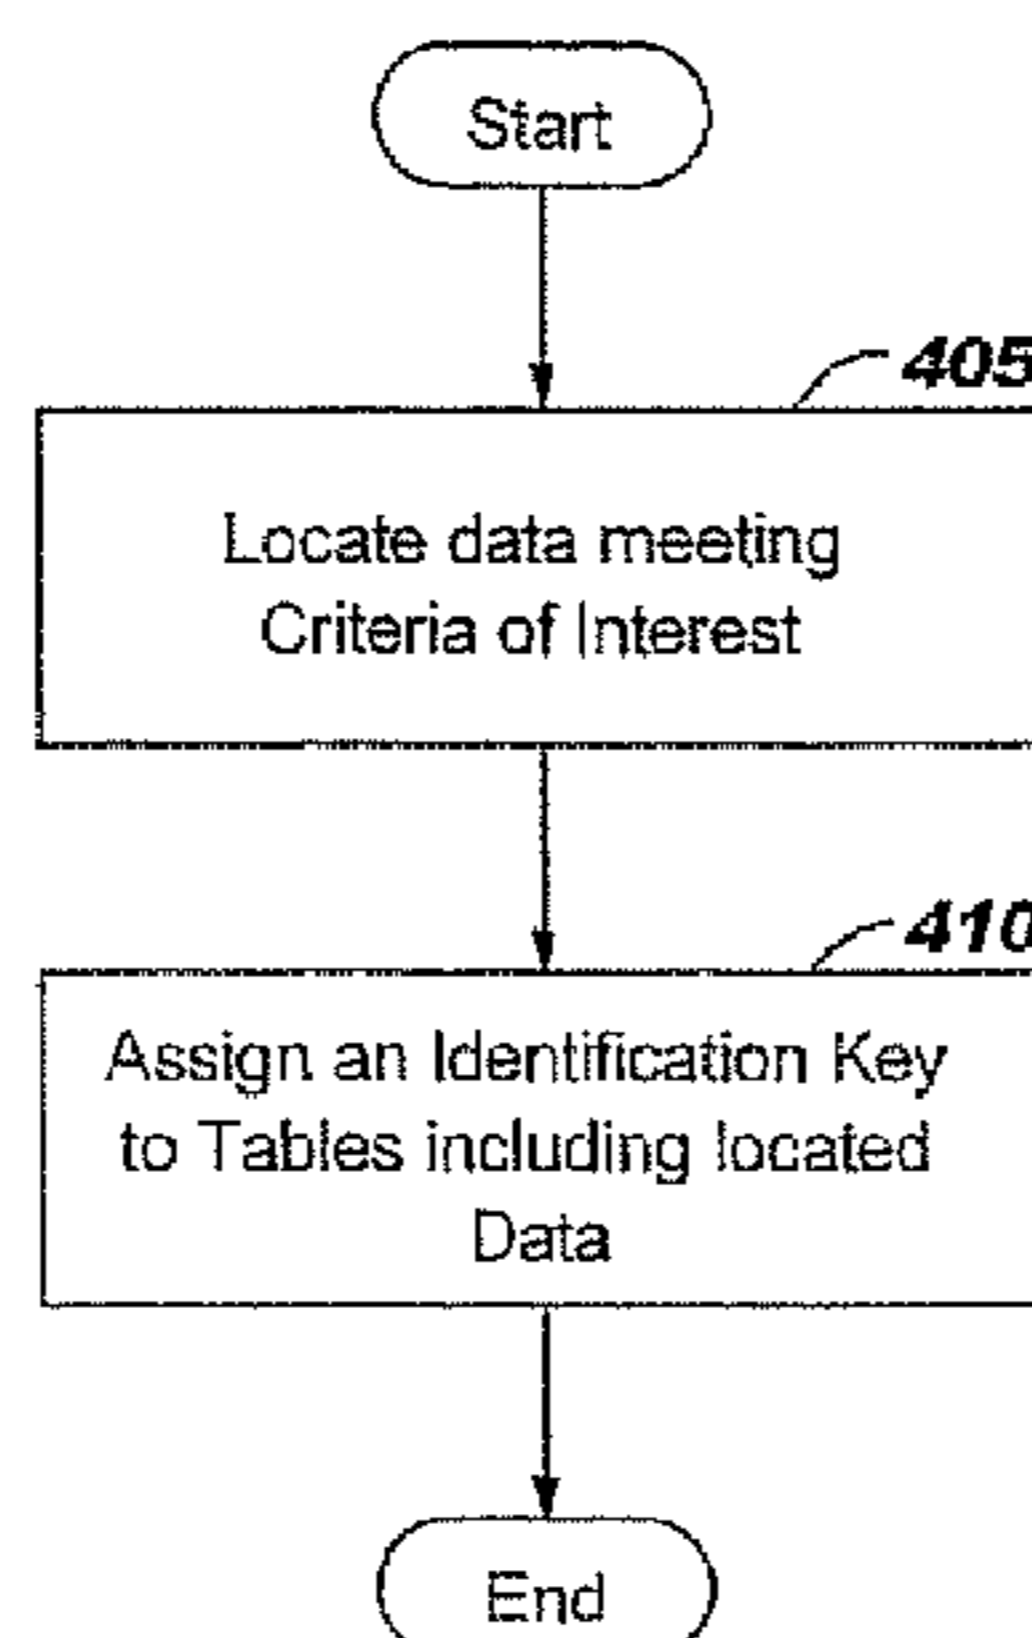 Start
405
Locate data meeting
Criteria of Interest
410
Assign an Identification Key
to Tables including located
Data
End